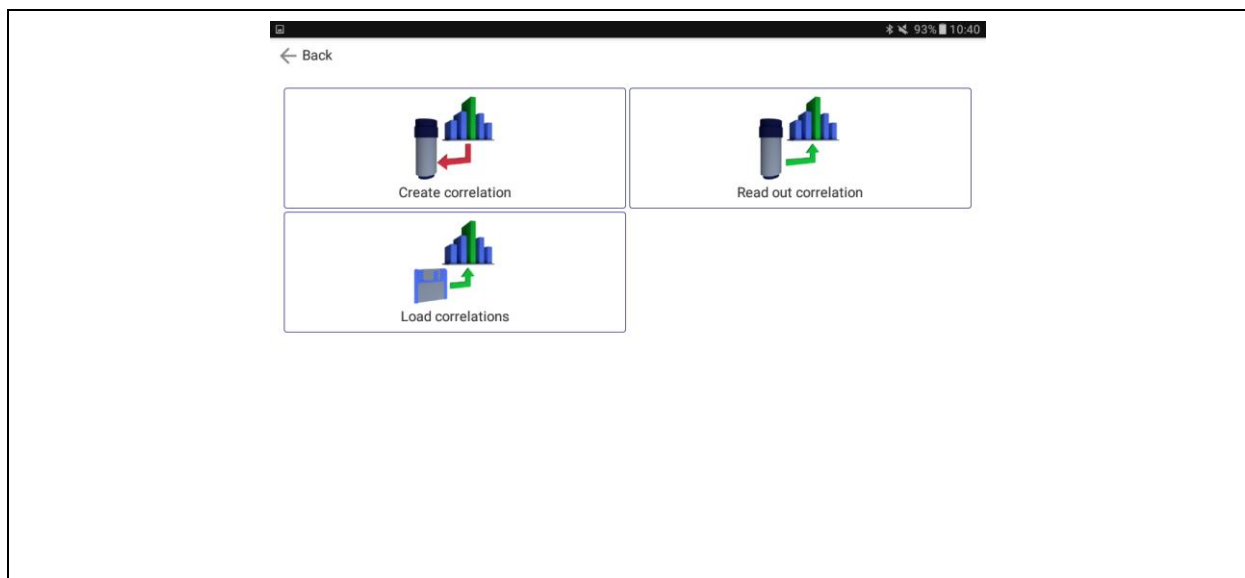 93% 10:40
Back
Create correlation
Read out correlation
Load correlations